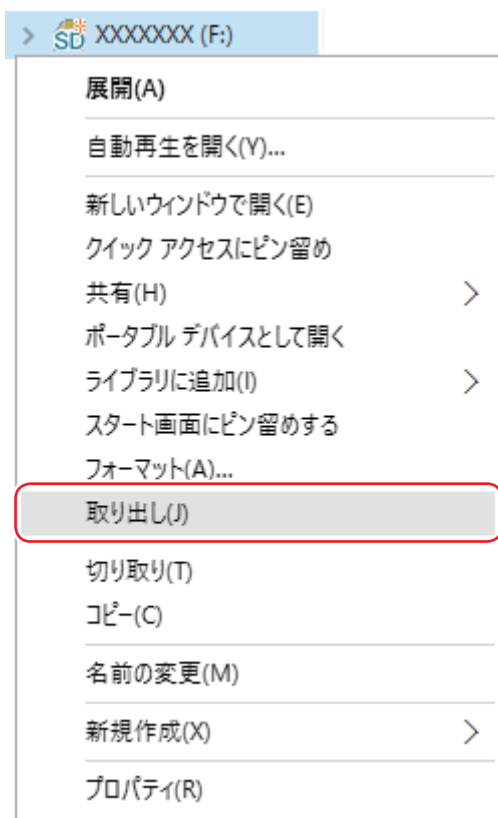 SD XXXXXXX (F:)
展開(A)
自動再生を開く(Y)...
新しいウィンドウで開く(E)
クイック アクセスにピン留め
共有(H)
ポータブル デバイスとして開く
ライブラリに追加(I)
スタート画面にピン留めする
フォーマット(A)...
取り出し(J)
切り取り(T)
コピー(C)
名前の変更(M)
新規作成(X)
プロパティ(R)